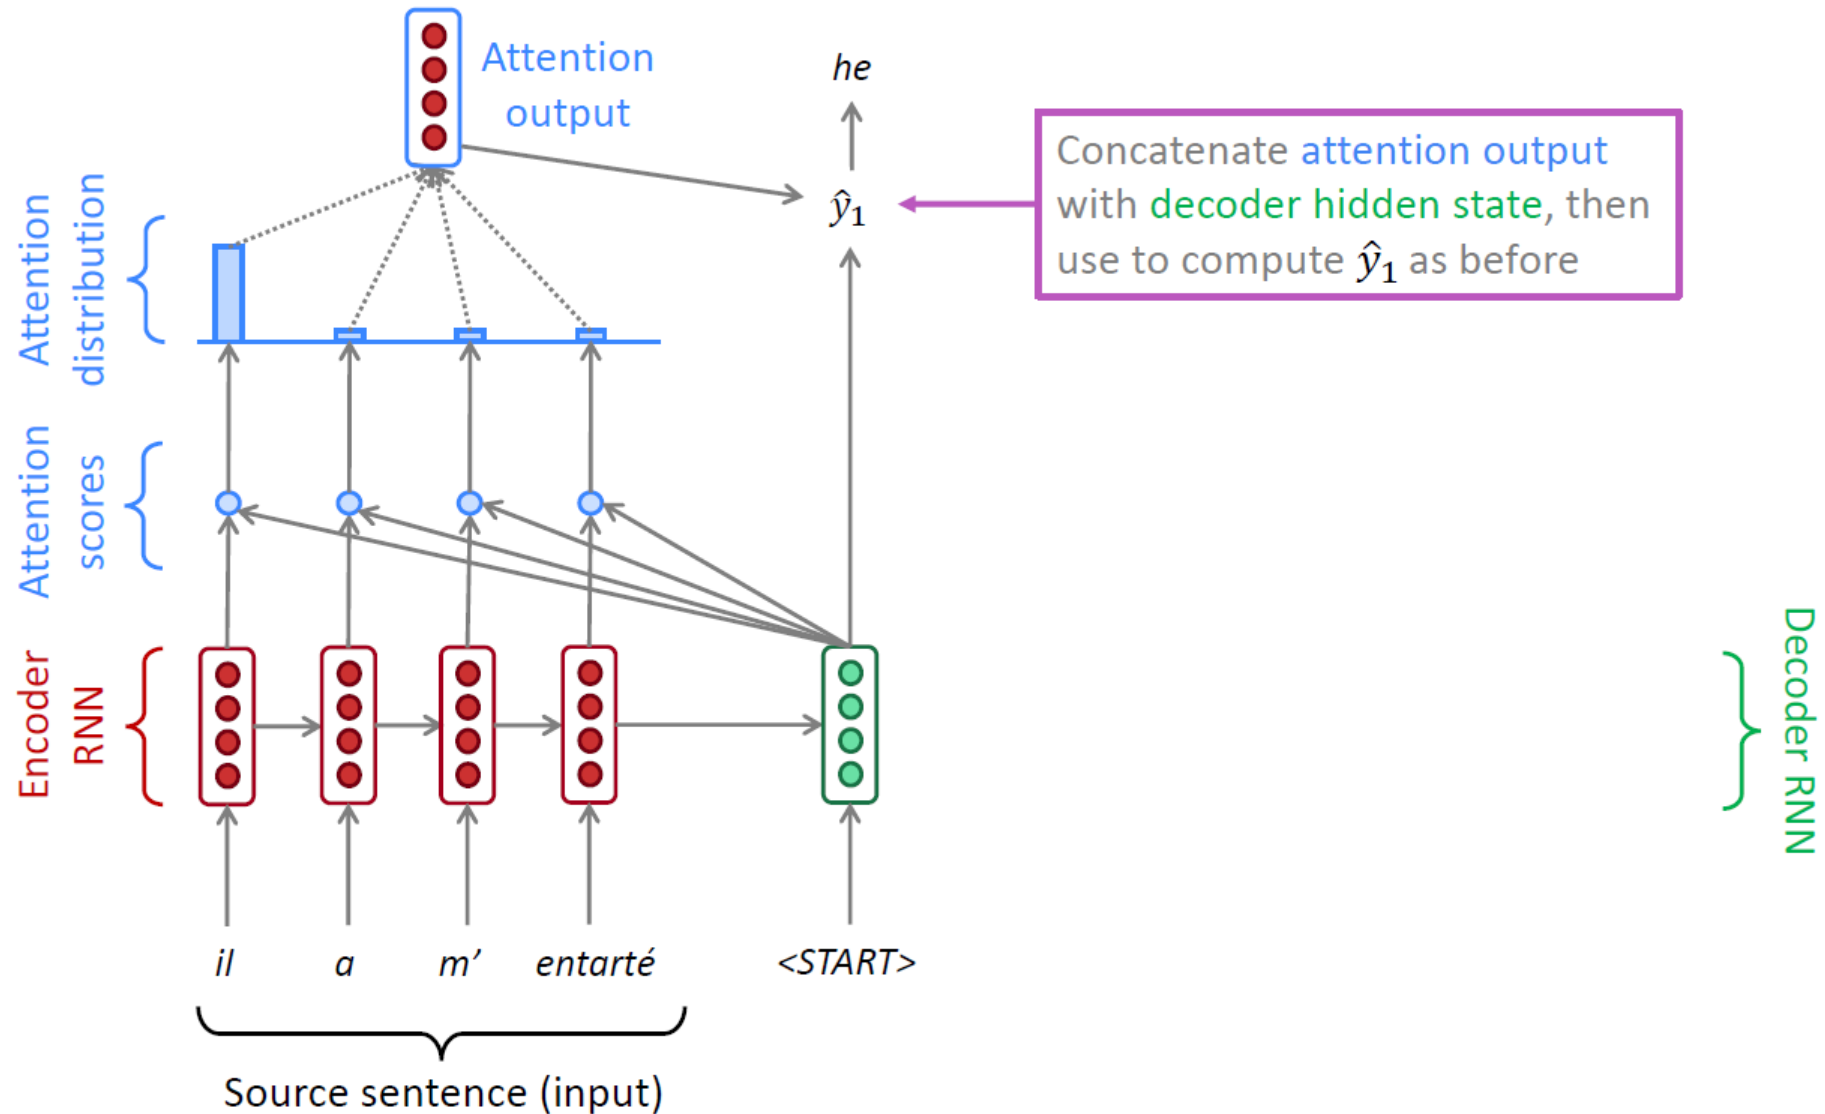 Attention
output
he
Concatenate attention output
with decoder hidden state, then
use to compute ŷ₁ as before
ŷ₁
Attention
distribution
Attention
scores
Encoder
RNN
Decoder RNN
il a m’ entarté <START>
Source sentence (input)